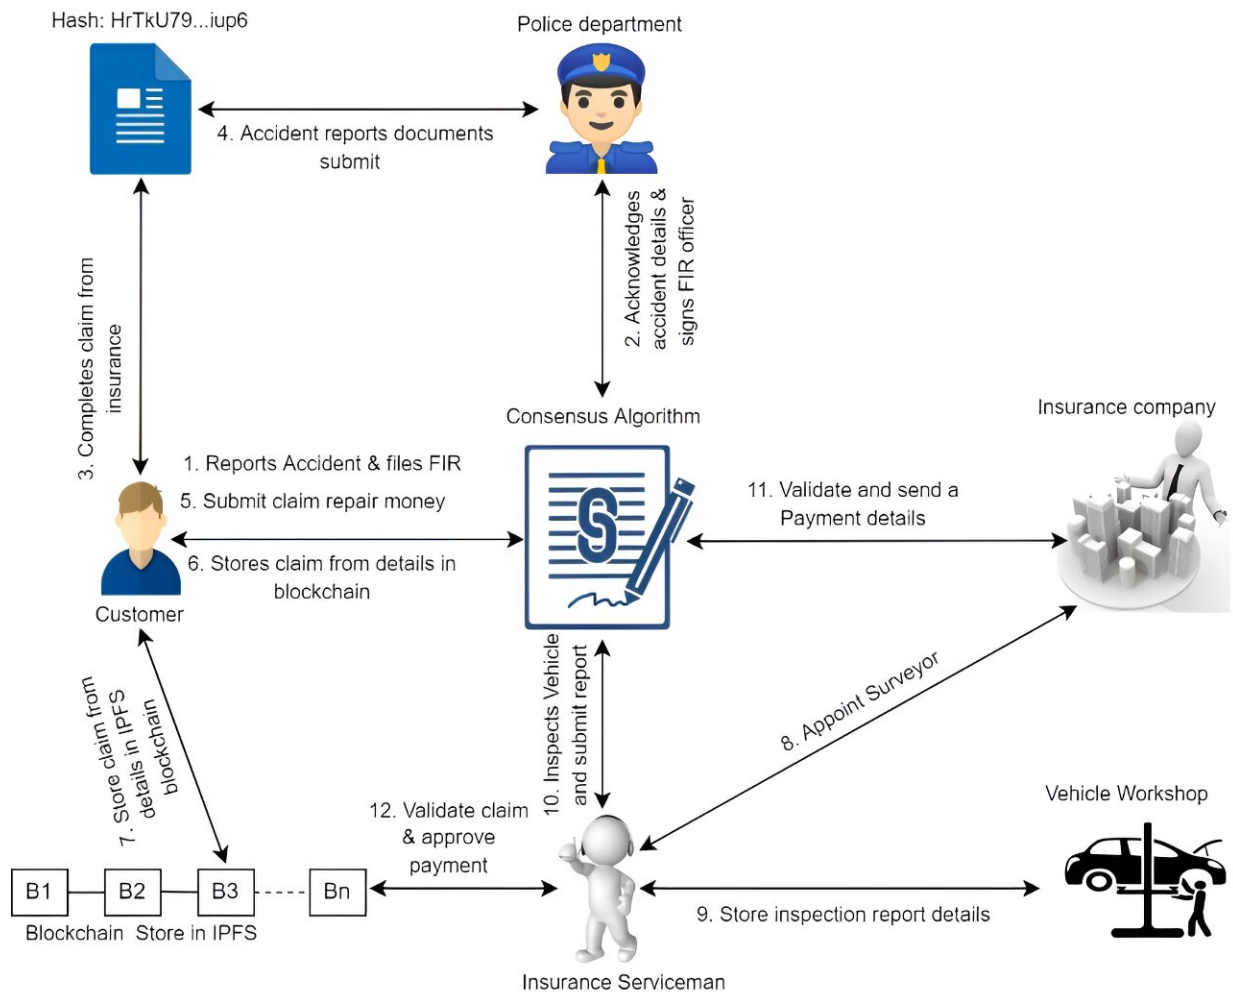 Hash: HrTkU79...iup6
Police department
4. Accident reports documents
submit
2. Acknowledges
accident details &
signs FIR officer
3. Completes claim from
insurance
Consensus Algorithm
Insurance company
1. Reports Accident & files FIR
5. Submit claim repair money
6. Stores claim from details in
blockchain
11. Validate and send a
Payment details
Customer
7. Store claim from
details in IPFS
blockchain
10. Inspects Vehicle
and submit report
8. Appoint Surveyor
Vehicle Workshop
12. Validate claim
& approve
payment
B1
B2
B3
Bn
9. Store inspection report details
Blockchain Store in IPFS
Insurance Serviceman